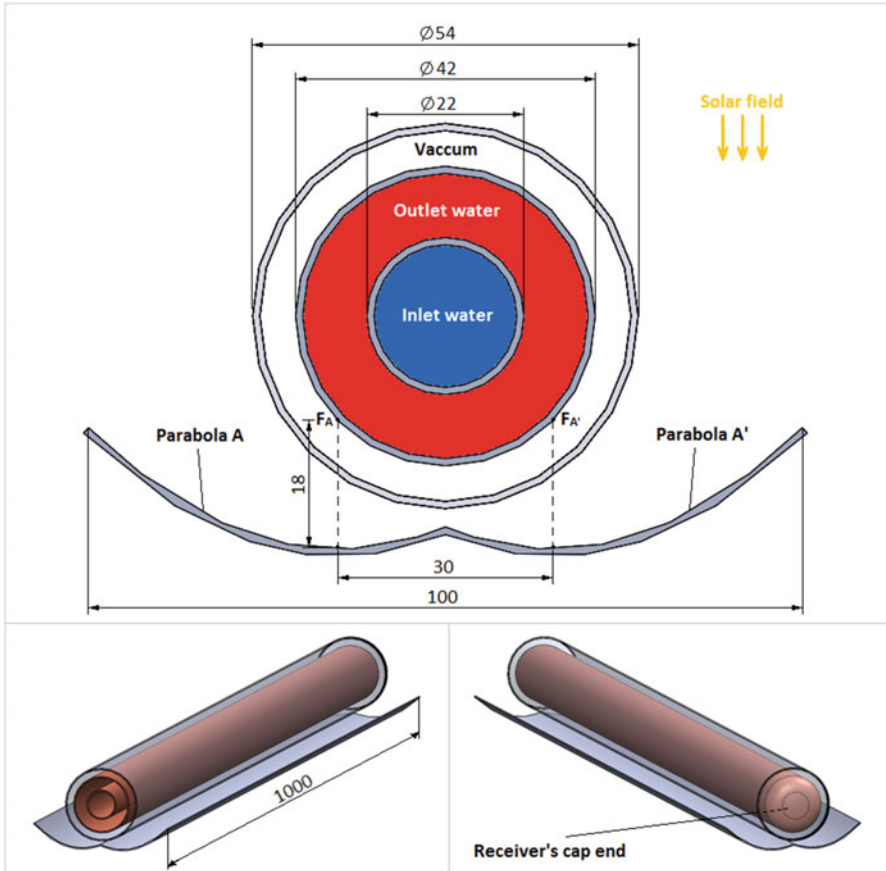 Ø54
Ø42
Ø22
Solar field
Vaccum
Outlet water
Inlet water
FA
FA'
Parabola A
Parabola A'
18
30
100
1000
Receiver's cap end